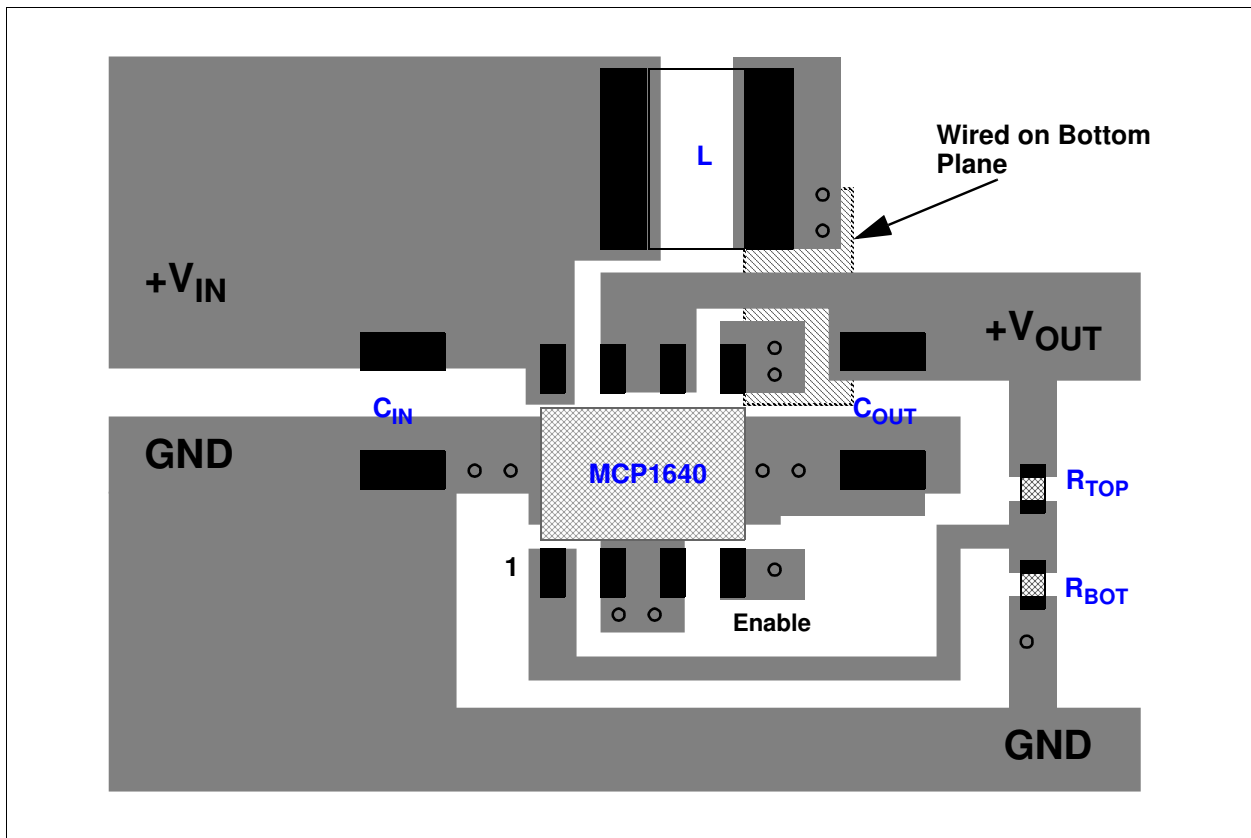 Wired on Bottom
Plane
L
+VIN
+VOUT
CIN
COUT
GND
MCP1640
RTOP
1
RBOT
Enable
GND